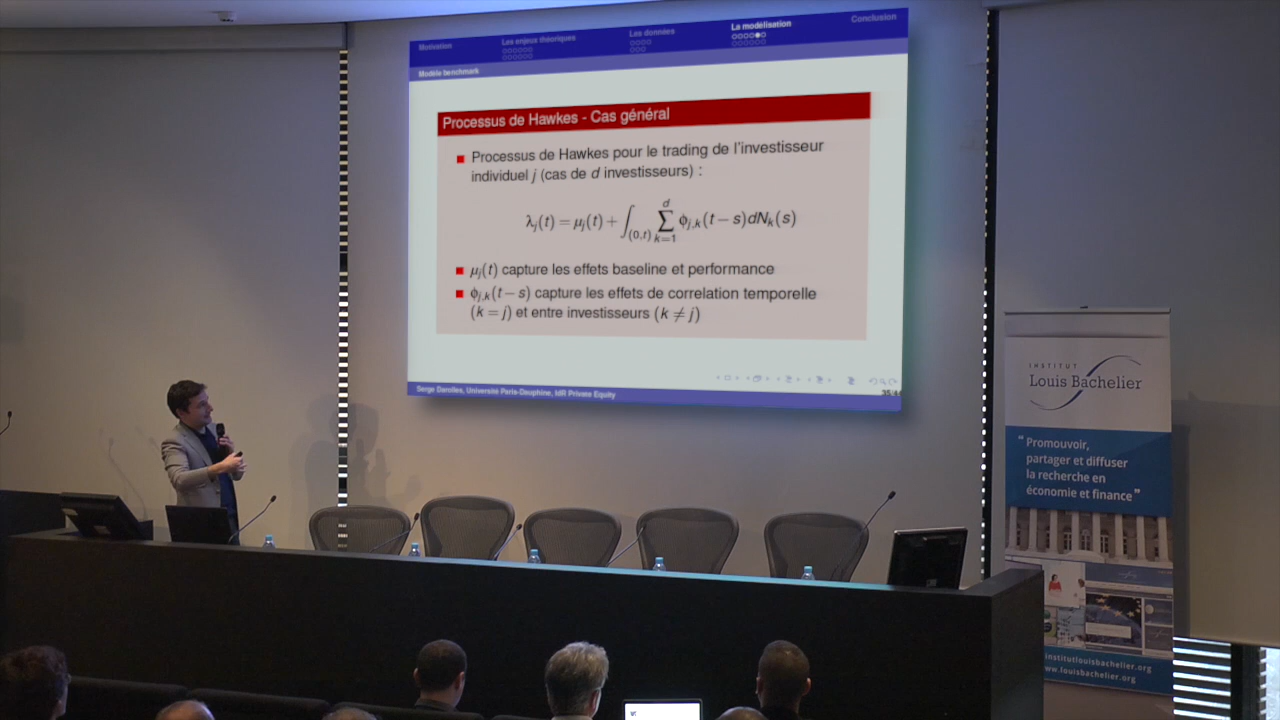 Motivation
Les enjeux théoriques
Les données
La modélisation
Conclusion
Modèle benchmark
Processus de Hawkes - Cas général
Processus de Hawkes pour le trading de l'investisseur
individuel j (cas de d investisseurs) :
λj(t) = μj(t) + ∫(0,t) ∑k=1d ϕj,k(t − s)dNk(s)
μj(t) capture les effets baseline et performance
ϕj,k(t − s) capture les effets de correlation temporelle
(k = j) et entre investisseurs (k ≠ j)
Serge Darolles, Université Paris-Dauphine, IdR Private Equity
INSTITUT
Louis Bachelier
“ Promouvoir,
partager et diffuser
la recherche en
économie et finance ”
institutlouisbachelier.org
www.louisbachelier.org